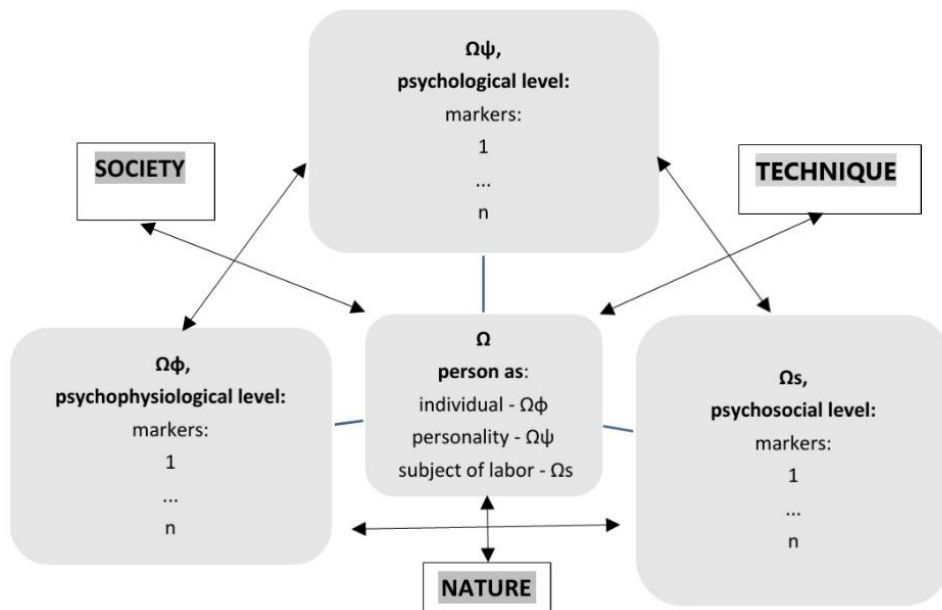 Ωψ,
psychological level:
markers:
1
...
n
SOCIETY
TECHNIQUE
Ωϕ,
psychophysiological level:
markers:
1
...
n
Ω
person as:
individual - Ωϕ
personality - Ωψ
subject of labor - Ωs
Ωs,
psychosocial level:
markers:
1
...
n
NATURE